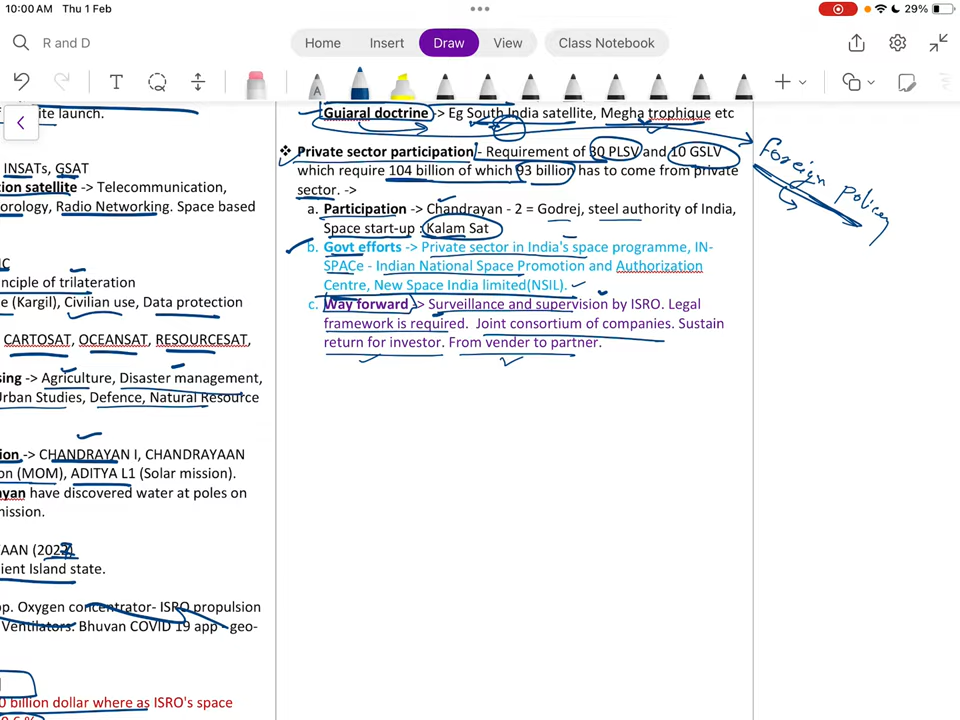 10:00 AM Thu 1 Feb
29%
R and D
Home Insert Draw View Class Notebook
T
A
ite launch.
INSATS, GSAT
tion satellite -> Telecommunication,
orology, Radio Networking. Space based
IC
inciple of trilateration
e (Kargil), Civilian use, Data protection
CARTOSAT, OCEANSAT, RESOURCESAT,
sing -> Agriculture, Disaster management,
Urban Studies, Defence, Natural Resource
ion -> CHANDRAYAN I, CHANDRAYAAN
on (MOM), ADITYA L1 (Solar mission).
ayan have discovered water at poles on
mission.
AAN (202
ient Island state.
pp. Oxygen concentrator- ISRO propulsion
Ventilators. Bhuvan COVID 19 app - geo-
0 billion dollar where as ISRO's space
Gujaral doctrine -> Eg South India satellite, Megha trophique etc
❖ Private sector participation - Requirement of 30 PLSV and 10 GSLV
which require 104 billion of which 93 billion has to come from private
sector. ->
a. Participation -> Chandrayan - 2 = Godrej, steel authority of India,
Space start-up : Kalam Sat
b. Govt efforts -> Private sector in India's space programme, IN-
SPACe - Indian National Space Promotion and Authorization
Centre, New Space India limited(NSIL).
c. Way forward -> Surveillance and supervision by ISRO. Legal
framework is required. Joint consortium of companies. Sustain
return for investor. From vender to partner.
foreign policy